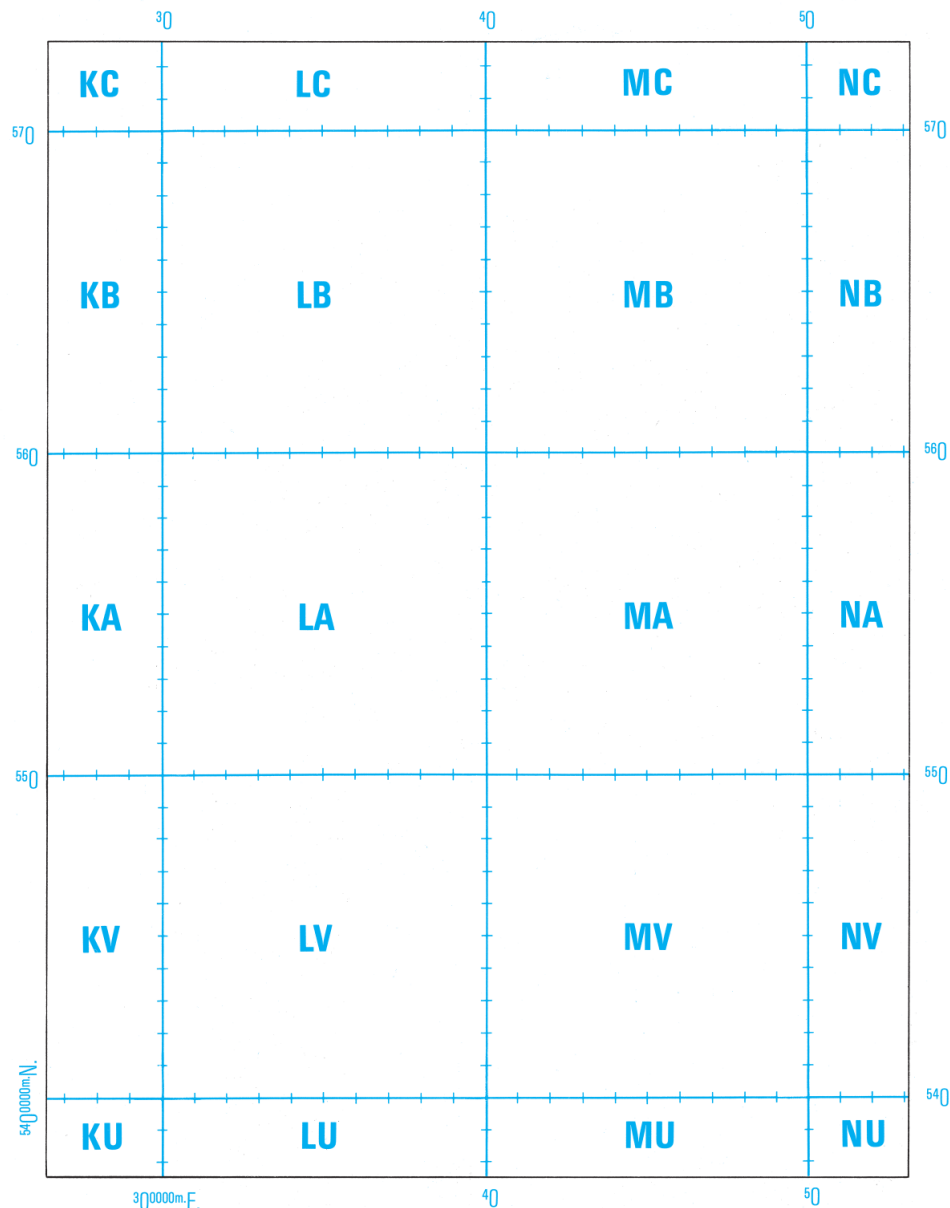 30 40 50
KC LC MC NC
570 570
KB LB MB NB
560 560
KA LA MA NA
550 550
KV LV MV NV
5400000m.N. 540
KU LU MU NU
300000m.E. 40 50